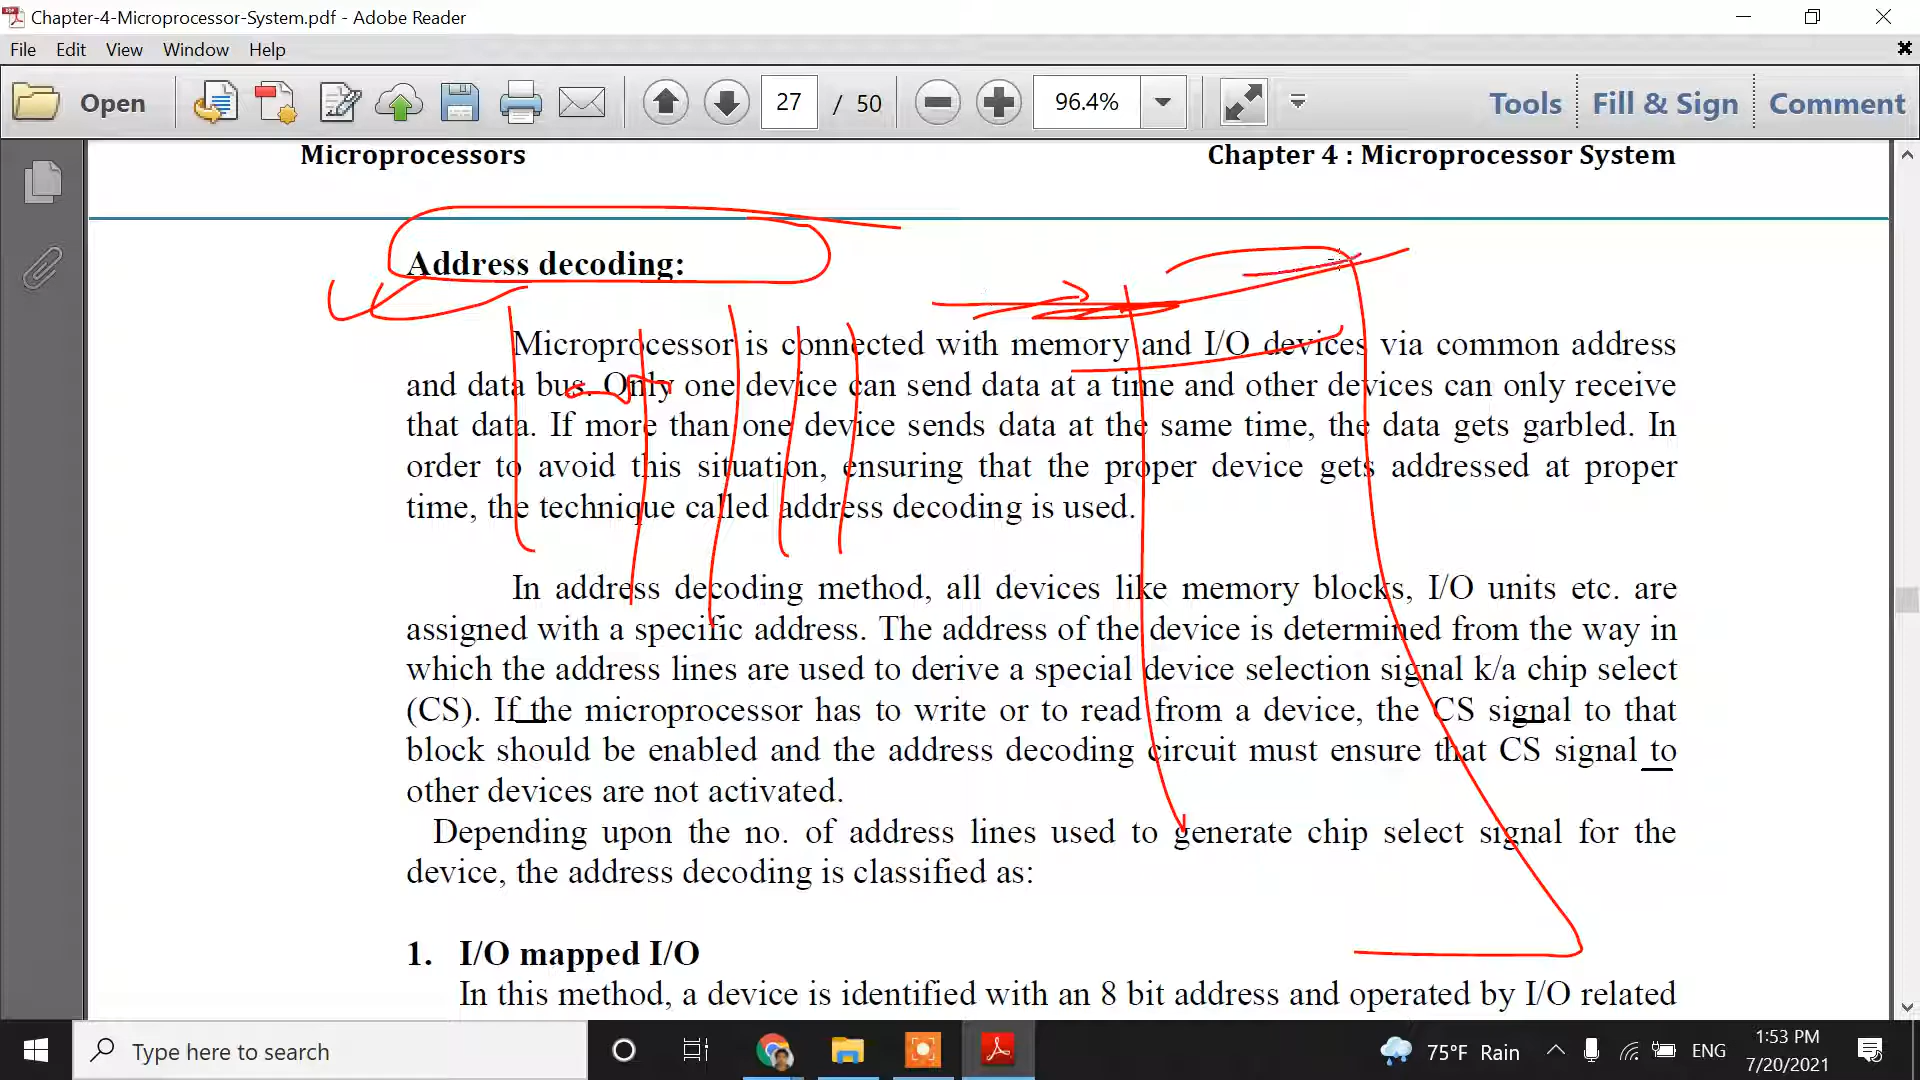 Chapter-4-Microprocessor-System.pdf - Adobe Reader
File Edit View Window Help
Open 27 / 50 96.4% Tools Fill & Sign Comment
Microprocessors Chapter 4 : Microprocessor System
Address decoding:
Microprocessor is connected with memory and I/O devices via common address
and data bus. Only one device can send data at a time and other devices can only receive
that data. If more than one device sends data at the same time, the data gets garbled. In
order to avoid this situation, ensuring that the proper device gets addressed at proper
time, the technique called address decoding is used.
In address decoding method, all devices like memory blocks, I/O units etc. are
assigned with a specific address. The address of the device is determined from the way in
which the address lines are used to derive a special device selection signal k/a chip select
(CS). If the microprocessor has to write or to read from a device, the CS signal to that
block should be enabled and the address decoding circuit must ensure that CS signal to
other devices are not activated.
Depending upon the no. of address lines used to generate chip select signal for the
device, the address decoding is classified as:
1. I/O mapped I/O
In this method, a device is identified with an 8 bit address and operated by I/O related
Type here to search 75°F Rain ENG 1:53 PM
7/20/2021